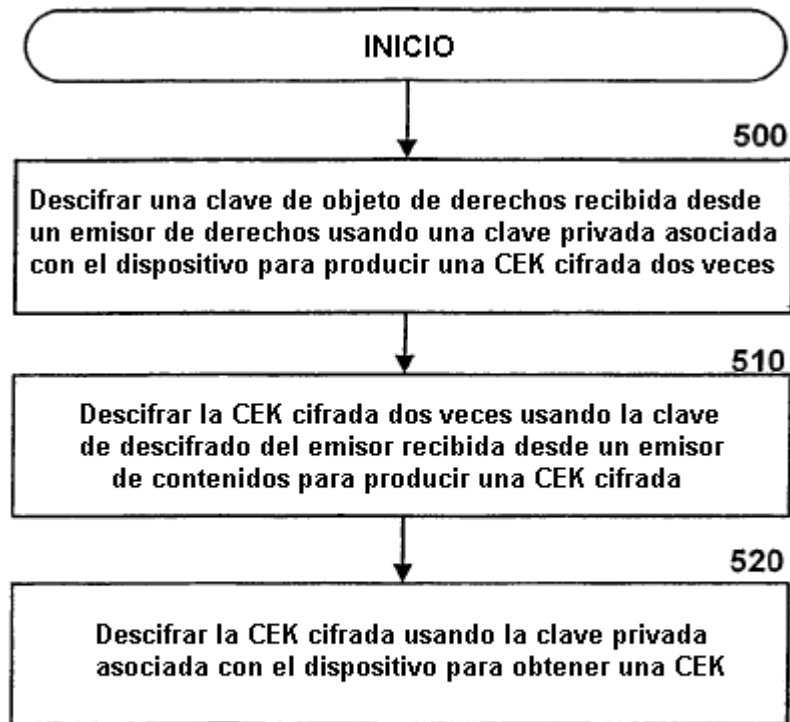 INICIO
500
Descifrar una clave de objeto de derechos recibida desde
un emisor de derechos usando una clave privada asociada
con el dispositivo para producir una CEK cifrada dos veces
510
Descifrar la CEK cifrada dos veces usando la clave
de descifrado del emisor recibida desde un emisor
de contenidos para producir una CEK cifrada
520
Descifrar la CEK cifrada usando la clave privada
asociada con el dispositivo para obtener una CEK